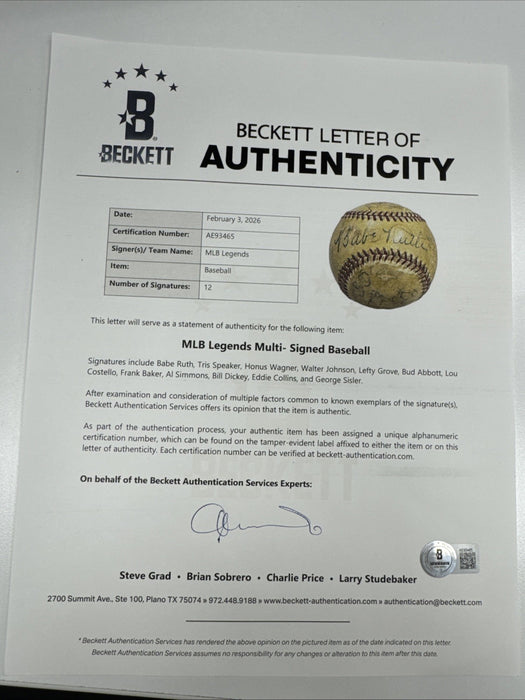 B
BECKETT
BECKETT LETTER OF
AUTHENTICITY
Date: February 3, 2026
Certification Number: AE93465
Signer(s)/ Team Name: MLB Legends
Item: Baseball
Number of Signatures: 12
Babe Ruth
This letter will serve as a statement of authenticity for the following item:
MLB Legends Multi- Signed Baseball
Signatures include Babe Ruth, Tris Speaker, Honus Wagner, Walter Johnson, Lefty Grove, Bud Abbott, Lou
Costello, Frank Baker, Al Simmons, Bill Dickey, Eddie Collins, and George Sisler.
After examination and consideration of multiple factors common to known exemplars of the signature(s),
Beckett Authentication Services offers its opinion that the item is authentic.
As part of the authentication process, your authentic item has been assigned a unique alphanumeric
certification number, which can be found on the tamper-evident label affixed to either the item or on this
letter of authenticity. Each certification number can be verified at beckett-authentication.com.
On behalf of the Beckett Authentication Services Experts:
B
Steve Grad • Brian Sobrero • Charlie Price • Larry Studebaker
2700 Summit Ave., Ste 100, Plano TX 75074 » 972.448.9188 » www.beckett-authentication.com » authentication@beckett.com
* Beckett Authentication Services has rendered the above opinion on the pictured item as of the date indicated on this letter.
Beckett Authentication Services assumes no responsibility for any changes or alteration to this item after this date.